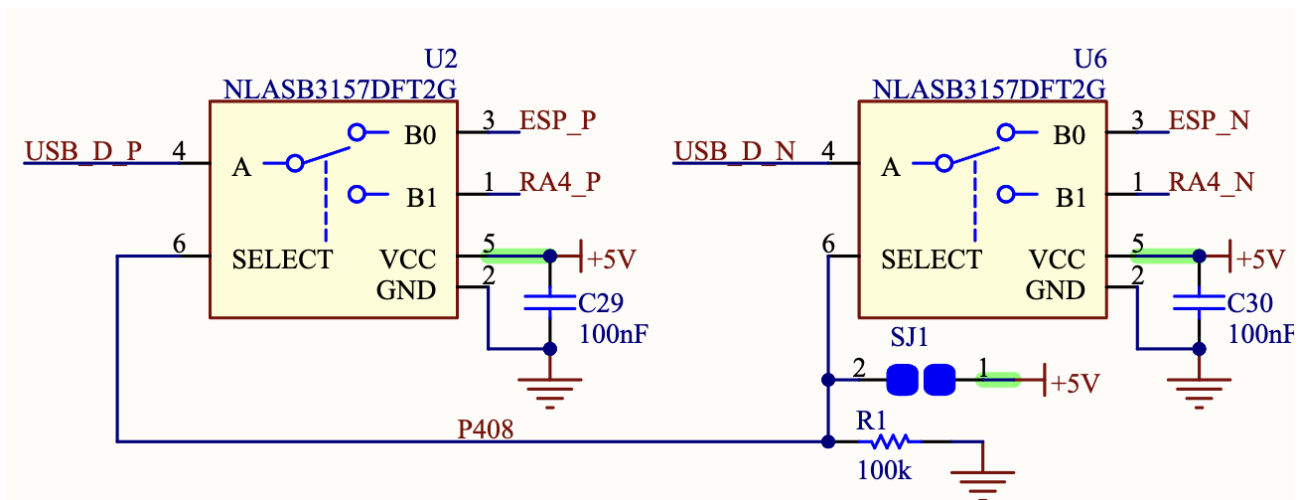 U2
NLASB3157DFT2G
USB_D_P 4 A B0 3 ESP_P
B1 1 RA4_P
6 SELECT VCC 5 +5V
GND 2
C29
100nF
U6
NLASB3157DFT2G
USB_D_N 4 A B0 3 ESP_N
B1 1 RA4_N
6 SELECT VCC 5 +5V
GND 2
C30
100nF
SJ1
2 1 +5V
P408
R1
100k